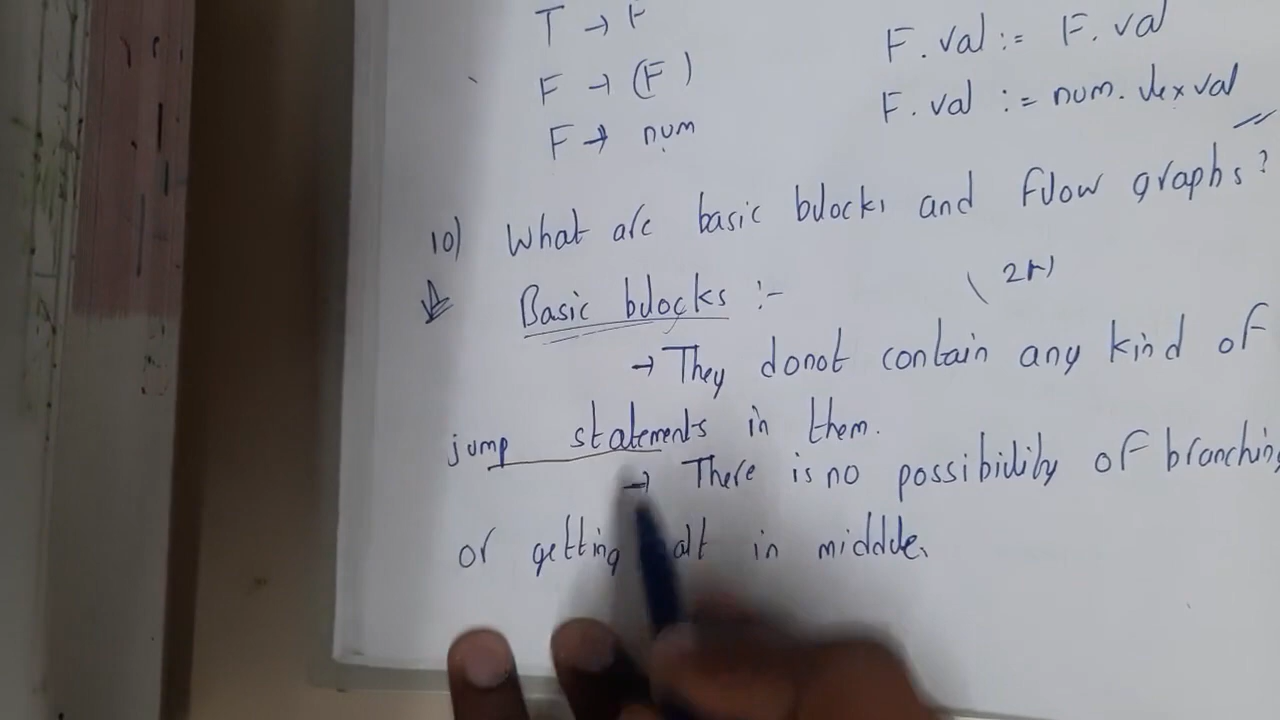 T → F
F → (F)
F → num
F.val := F.val
F.val := num.lexval
10) What are basic blocks and Flow graphs?
(2M)
Basic blocks :-
→ They donot contain any kind of
jump statements in them.
→ There is no possibility of branching
or getting alt in middle.